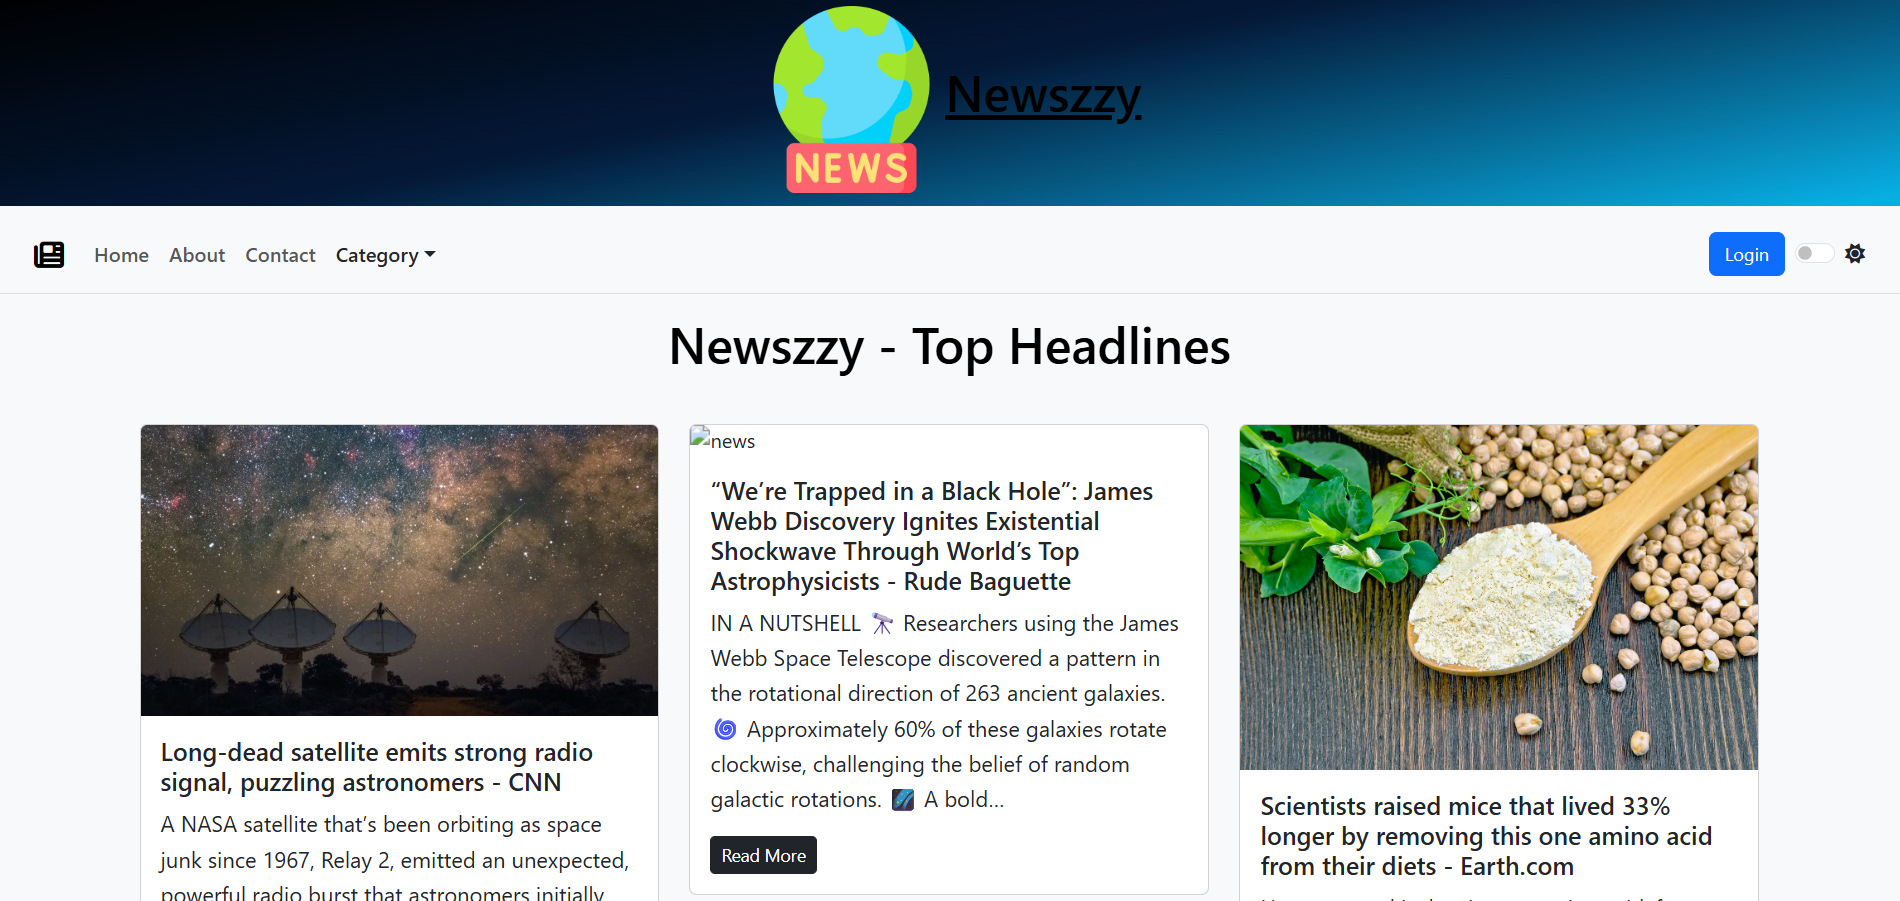 NEWS
Newszzy
Home About Contact Category
Login
Newszzy - Top Headlines
Long-dead satellite emits strong radio
signal, puzzling astronomers - CNN
A NASA satellite that’s been orbiting as space
junk since 1967, Relay 2, emitted an unexpected,
powerful radio burst that astronomers initially
news
“We’re Trapped in a Black Hole”: James
Webb Discovery Ignites Existential
Shockwave Through World’s Top
Astrophysicists - Rude Baguette
IN A NUTSHELL 🔭 Researchers using the James
Webb Space Telescope discovered a pattern in
the rotational direction of 263 ancient galaxies.
🌀 Approximately 60% of these galaxies rotate
clockwise, challenging the belief of random
galactic rotations. 🌌 A bold…
Read More
Scientists raised mice that lived 33%
longer by removing this one amino acid
from their diets - Earth.com